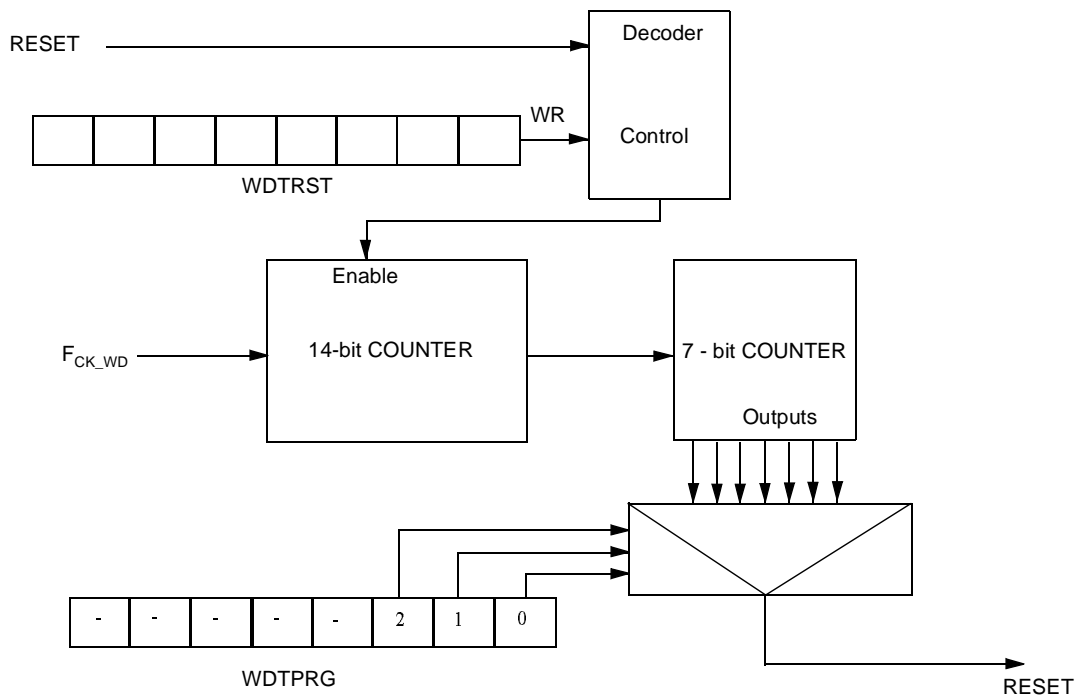 RESET
Decoder
WR
Control
WDTRST
Enable
F_CK_WD
14-bit COUNTER
7 - bit COUNTER
Outputs
- - - - - 2 1 0
WDTPRG
RESET